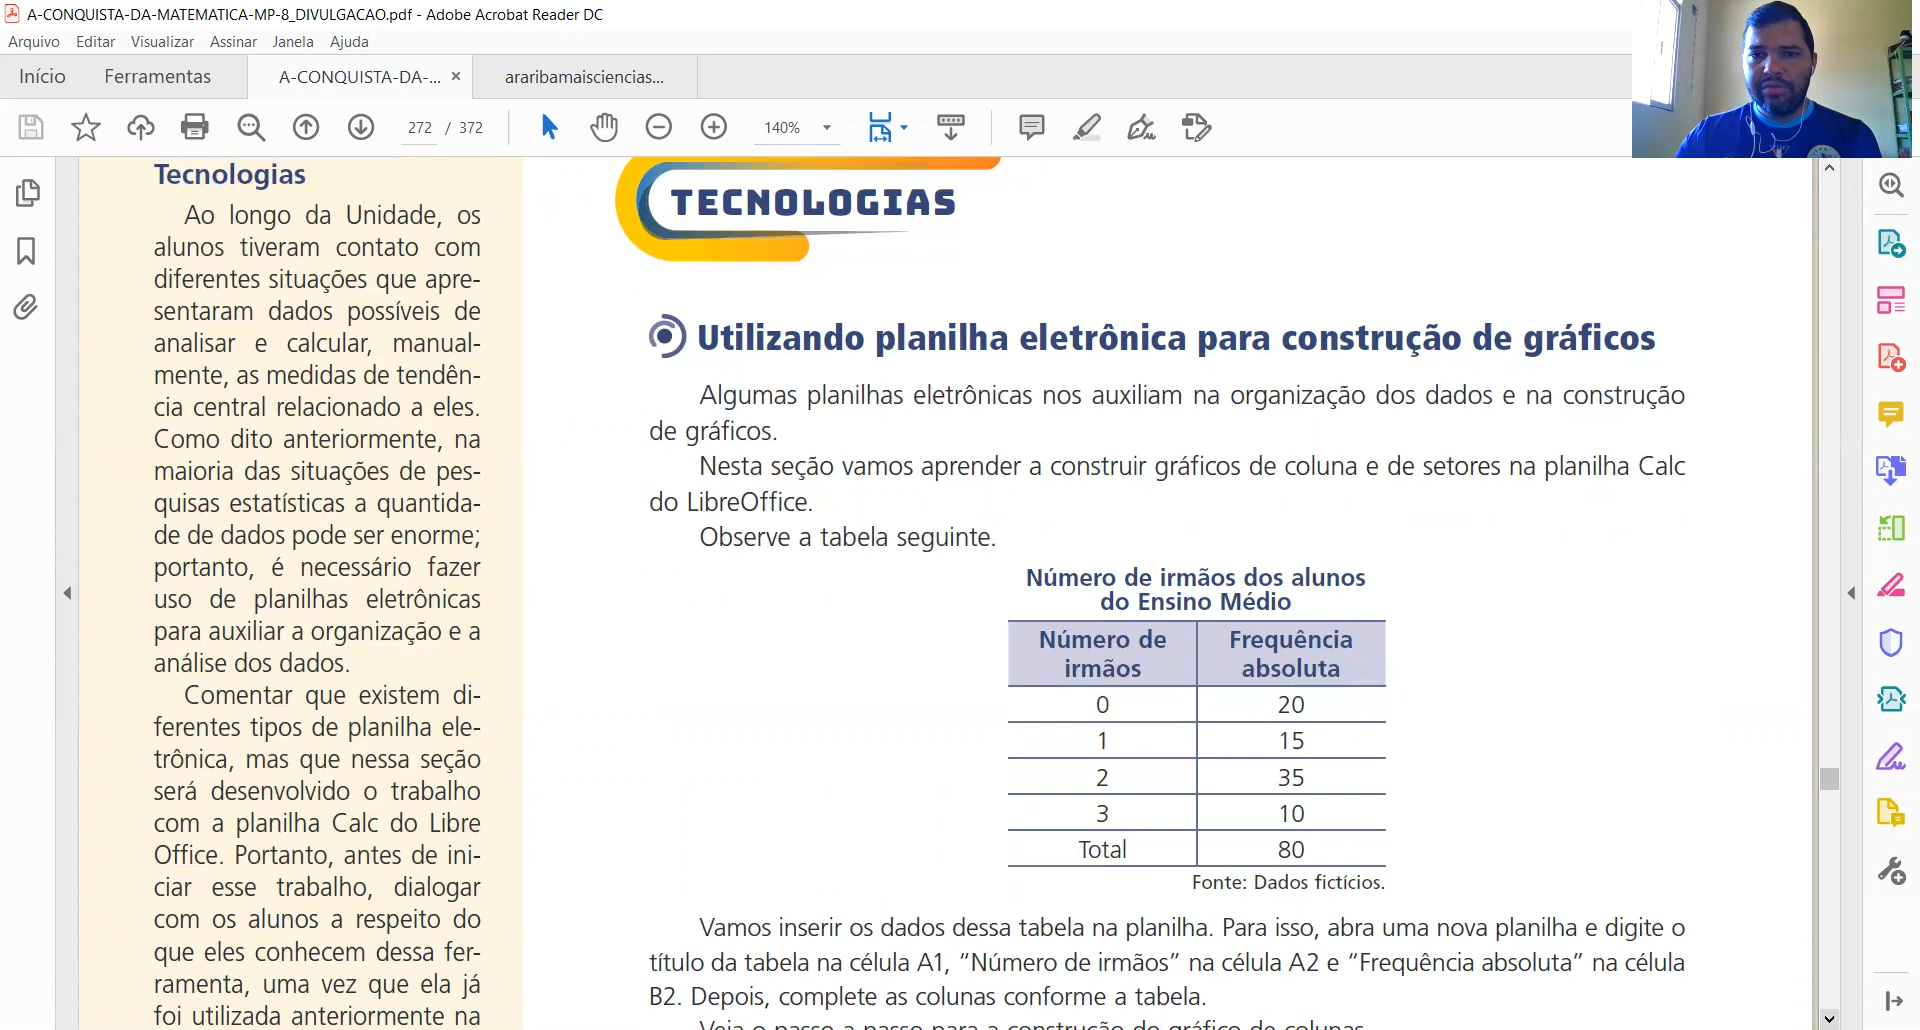 A-CONQUISTA-DA-MATEMATICA-MP-8_DIVULGACAO.pdf - Adobe Acrobat Reader DC
Arquivo Editar Visualizar Assinar Janela Ajuda
Início Ferramentas A-CONQUISTA-DA-... × araribamaisciencias...
272 / 372 140%
Tecnologias
Ao longo da Unidade, os
alunos tiveram contato com
diferentes situações que apre-
sentaram dados possíveis de
analisar e calcular, manual-
mente, as medidas de tendên-
cia central relacionado a eles.
Como dito anteriormente, na
maioria das situações de pes-
quisas estatísticas a quantida-
de de dados pode ser enorme;
portanto, é necessário fazer
uso de planilhas eletrônicas
para auxiliar a organização e a
análise dos dados.
Comentar que existem di-
ferentes tipos de planilha ele-
trônica, mas que nessa seção
será desenvolvido o trabalho
com a planilha Calc do Libre
Office. Portanto, antes de ini-
ciar esse trabalho, dialogar
com os alunos a respeito do
que eles conhecem dessa fer-
ramenta, uma vez que ela já
foi utilizada anteriormente na
TECNOLOGIAS
Utilizando planilha eletrônica para construção de gráficos
Algumas planilhas eletrônicas nos auxiliam na organização dos dados e na construção
de gráficos.
Nesta seção vamos aprender a construir gráficos de coluna e de setores na planilha Calc
do LibreOffice.
Observe a tabela seguinte.
Número de irmãos dos alunos
do Ensino Médio
Número de irmãos Frequência absoluta
0 20
1 15
2 35
3 10
Total 80
Fonte: Dados fictícios.
Vamos inserir os dados dessa tabela na planilha. Para isso, abra uma nova planilha e digite o
título da tabela na célula A1, “Número de irmãos” na célula A2 e “Frequência absoluta” na célula
B2. Depois, complete as colunas conforme a tabela.
Veja o passo a passo para a construção do gráfico de colunas.